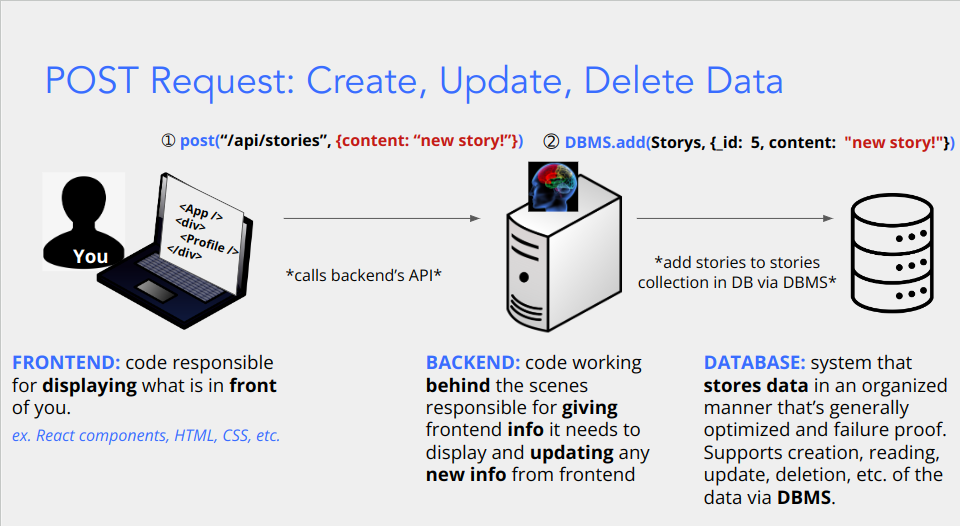 POST Request: Create, Update, Delete Data
① post(“/api/stories”, {content: “new story!”})
② DBMS.add(Storys, {_id: 5, content: "new story!"})
<App />
<div>
<Profile />
</div>
You
*calls backend’s API*
*add stories to stories
collection in DB via DBMS*
FRONTEND: code responsible
for displaying what is in front
of you.
ex. React components, HTML, CSS, etc.
BACKEND: code working
behind the scenes
responsible for giving
frontend info it needs to
display and updating any
new info from frontend
DATABASE: system that
stores data in an organized
manner that’s generally
optimized and failure proof.
Supports creation, reading,
update, deletion, etc. of the
data via DBMS.